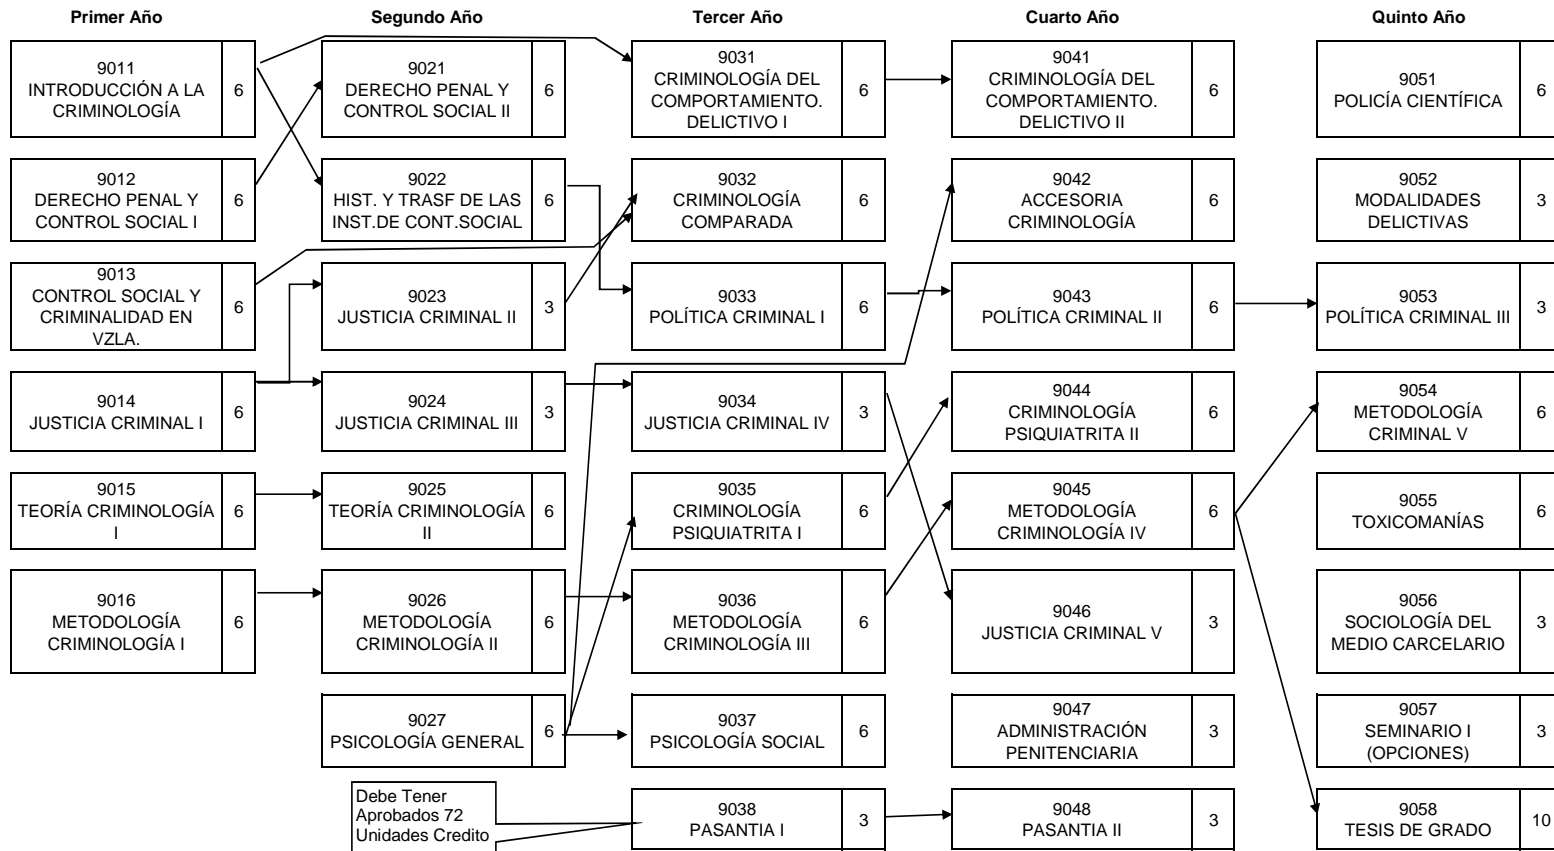 Primer Año
9011
INTRODUCCIÓN A LA
CRIMINOLOGÍA
6
9012
DERECHO PENAL Y
CONTROL SOCIAL I
6
9013
CONTROL SOCIAL Y
CRIMINALIDAD EN
VZLA.
6
9014
JUSTICIA CRIMINAL I
6
9015
TEORÍA CRIMINOLOGÍA
I
6
9016
METODOLOGÍA
CRIMINOLOGÍA I
6
Segundo Año
9021
DERECHO PENAL Y
CONTROL SOCIAL II
6
9022
HIST. Y TRASF DE LAS
INST.DE CONT.SOCIAL
6
9023
JUSTICIA CRIMINAL II
3
9024
JUSTICIA CRIMINAL III
3
9025
TEORÍA CRIMINOLOGÍA
II
6
9026
METODOLOGÍA
CRIMINOLOGÍA II
6
9027
PSICOLOGÍA GENERAL
6
Debe Tener
Aprobados 72
Unidades Credito
Tercer Año
9031
CRIMINOLOGÍA DEL
COMPORTAMIENTO.
DELICTIVO I
6
9032
CRIMINOLOGÍA
COMPARADA
6
9033
POLÍTICA CRIMINAL I
6
9034
JUSTICIA CRIMINAL IV
3
9035
CRIMINOLOGÍA
PSIQUIATRITA I
6
9036
METODOLOGÍA
CRIMINOLOGÍA III
6
9037
PSICOLOGÍA SOCIAL
6
9038
PASANTIA I
3
Cuarto Año
9041
CRIMINOLOGÍA DEL
COMPORTAMIENTO.
DELICTIVO II
6
9042
ACCESORIA
CRIMINOLOGÍA
6
9043
POLÍTICA CRIMINAL II
6
9044
CRIMINOLOGÍA
PSIQUIATRITA II
6
9045
METODOLOGÍA
CRIMINOLOGÍA IV
6
9046
JUSTICIA CRIMINAL V
3
9047
ADMINISTRACIÓN
PENITENCIARIA
3
9048
PASANTIA II
3
Quinto Año
9051
POLICÍA CIENTÍFICA
6
9052
MODALIDADES
DELICTIVAS
3
9053
POLÍTICA CRIMINAL III
3
9054
METODOLOGÍA
CRIMINAL V
6
9055
TOXICOMANÍAS
6
9056
SOCIOLOGÍA DEL
MEDIO CARCELARIO
3
9057
SEMINARIO I
(OPCIONES)
3
9058
TESIS DE GRADO
10